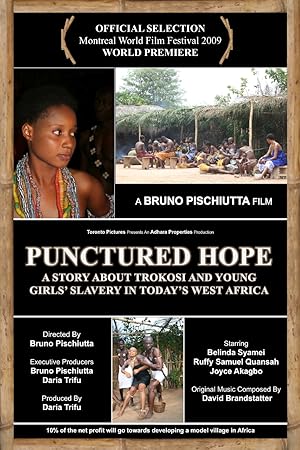 OFFICIAL SELECTION
Montreal World Film Festival 2009
WORLD PREMIERE
A BRUNO PISCHIUTTA FILM
Toronto Pictures Presents An Adhara Properties Production
PUNCTURED HOPE
A STORY ABOUT TROKOSI AND YOUNG
GIRLS' SLAVERY IN TODAY'S WEST AFRICA
Directed By
Bruno Pischiutta
Executive Producers
Bruno Pischiutta
Daria Trifu
Produced By
Daria Trifu
Starring
Belinda Syamei
Ruffy Samuel Quansah
Joyce Akagbo
Original Music Composed By
David Brandstatter
10% of the net profit will go towards developing a model village in Africa